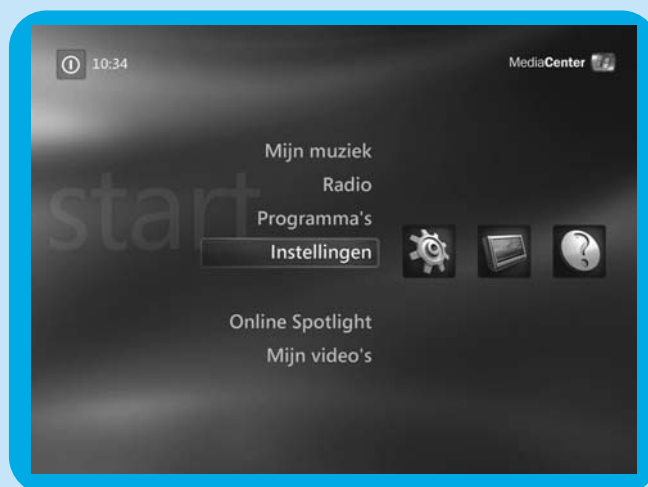 10:34
MediaCenter
start
Mijn muziek
Radio
Programma's
Instellingen
?
Online Spotlight
Mijn video's